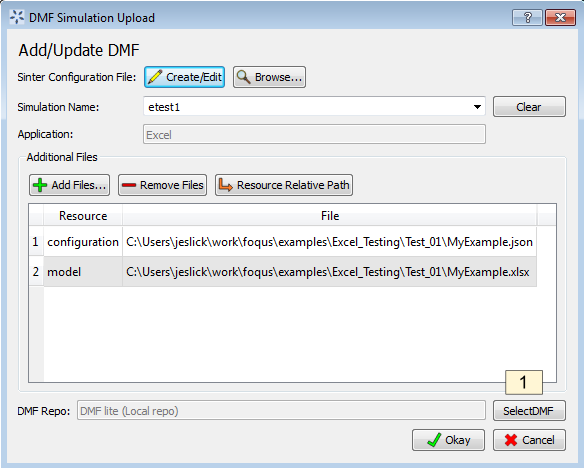 DMF Simulation Upload
Add/Update DMF
Sinter Configuration File: Create/Edit Browse...
Simulation Name: etest1 Clear
Application: Excel
Additional Files
Add Files... Remove Files Resource Relative Path
Resource File
1 configuration C:\Users\jeslick\work\foqus\examples\Excel_Testing\Test_01\MyExample.json
2 model C:\Users\jeslick\work\foqus\examples\Excel_Testing\Test_01\MyExample.xlsx
1
DMF Repo: DMF lite (Local repo) SelectDMF
Okay Cancel